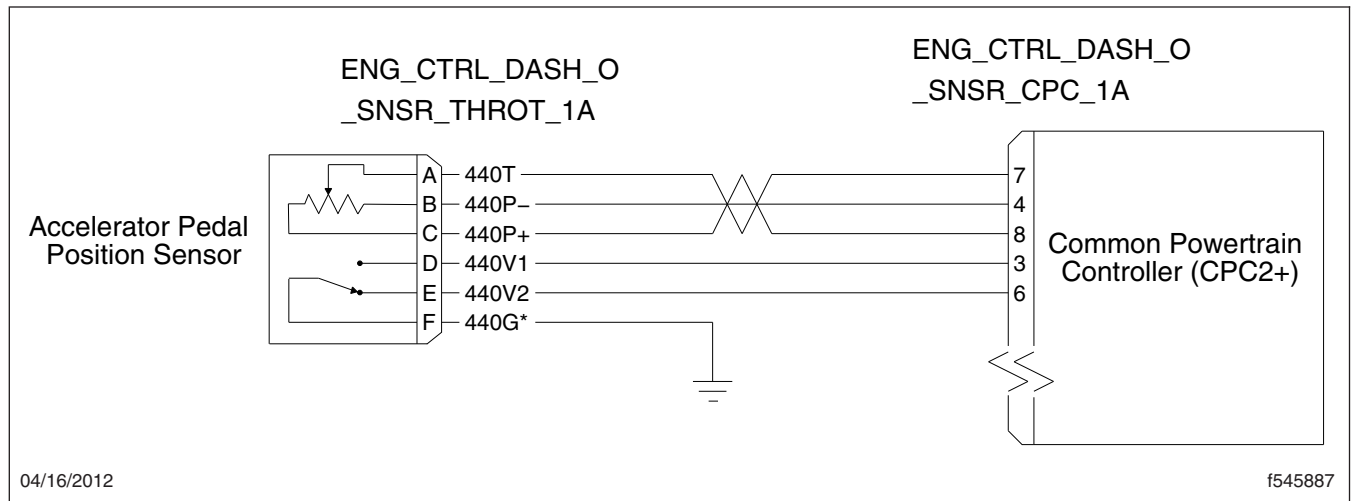 ENG_CTRL_DASH_O
_SNSR_THROT_1A
ENG_CTRL_DASH_O
_SNSR_CPC_1A
Accelerator Pedal
Position Sensor
A 440T 7
B 440P− 4
C 440P+ 8
D 440V1 3
E 440V2 6
F 440G*
Common Powertrain
Controller (CPC2+)
04/16/2012
f545887